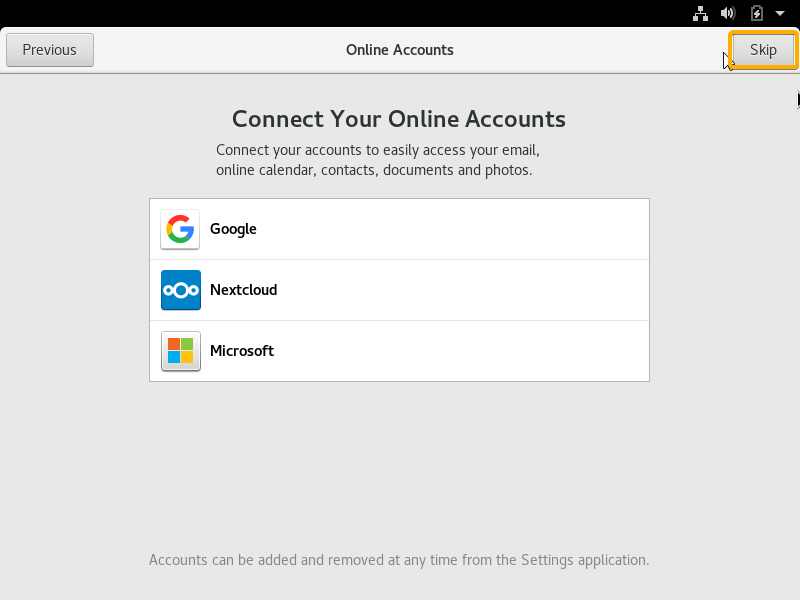 Previous
Online Accounts
Skip
Connect Your Online Accounts
Connect your accounts to easily access your email,
online calendar, contacts, documents and photos.
Google
Nextcloud
Microsoft
Accounts can be added and removed at any time from the Settings application.